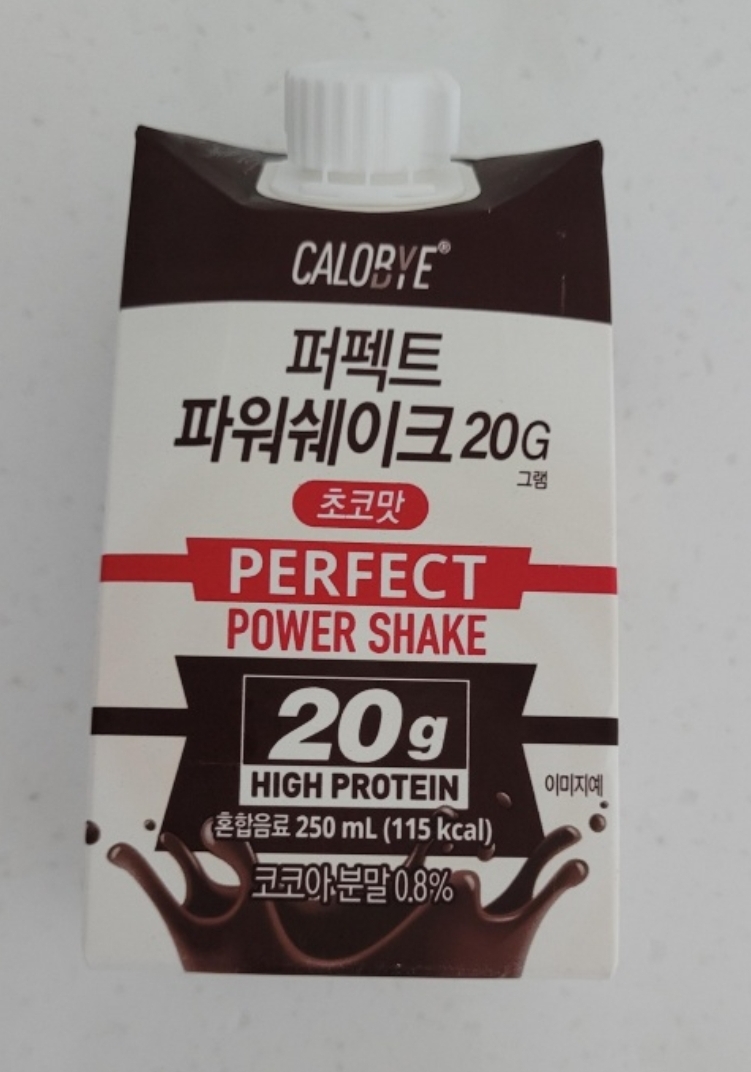 CALOBYE®
퍼펙트
파워쉐이크 20G
그램
초코맛
PERFECT
POWER SHAKE
20g
HIGH PROTEIN
이미지예
혼합음료 250 mL (115 kcal)
코코아분말 0.8%